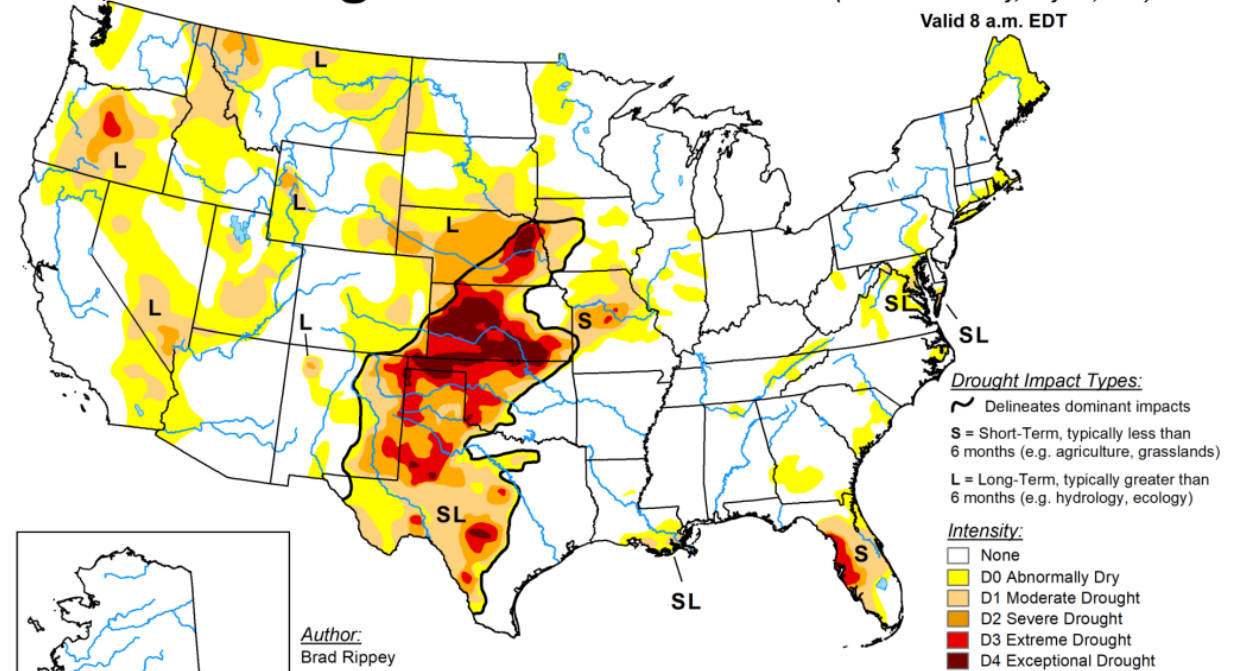 Valid 8 a.m. EDT
L
L
L
L
L
L
S
SL
SL
SL
SL
S
Drought Impact Types:
Delineates dominant impacts
S = Short-Term, typically less than
6 months (e.g. agriculture, grasslands)
L = Long-Term, typically greater than
6 months (e.g. hydrology, ecology)
Intensity:
None
D0 Abnormally Dry
D1 Moderate Drought
D2 Severe Drought
D3 Extreme Drought
D4 Exceptional Drought
Author:
Brad Rippey